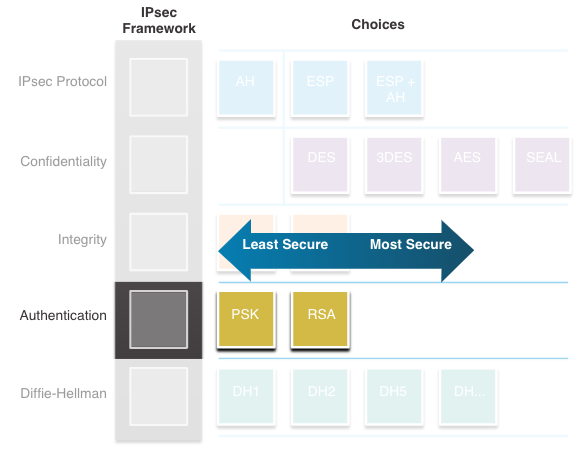 IPsec
Framework
Choices
IPsec Protocol
AH
ESP
ESP +
AH
Confidentiality
DES
3DES
AES
SEAL
Integrity
Least Secure
Most Secure
Authentication
PSK
RSA
Diffie-Hellman
DH1
DH2
DH5
DH...